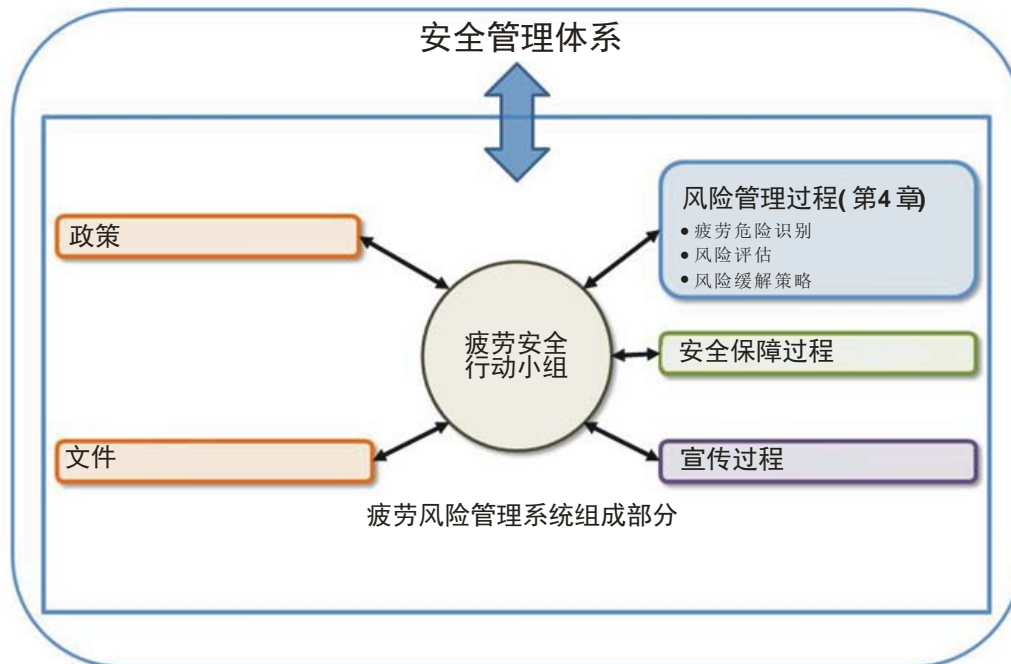 安全管理体系
政策
风险管理过程(第4章)
• 疲劳危险识别
• 风险评估
• 风险缓解策略
疲劳安全
行动小组
安全保障过程
文件
宣传过程
疲劳风险管理系统组成部分